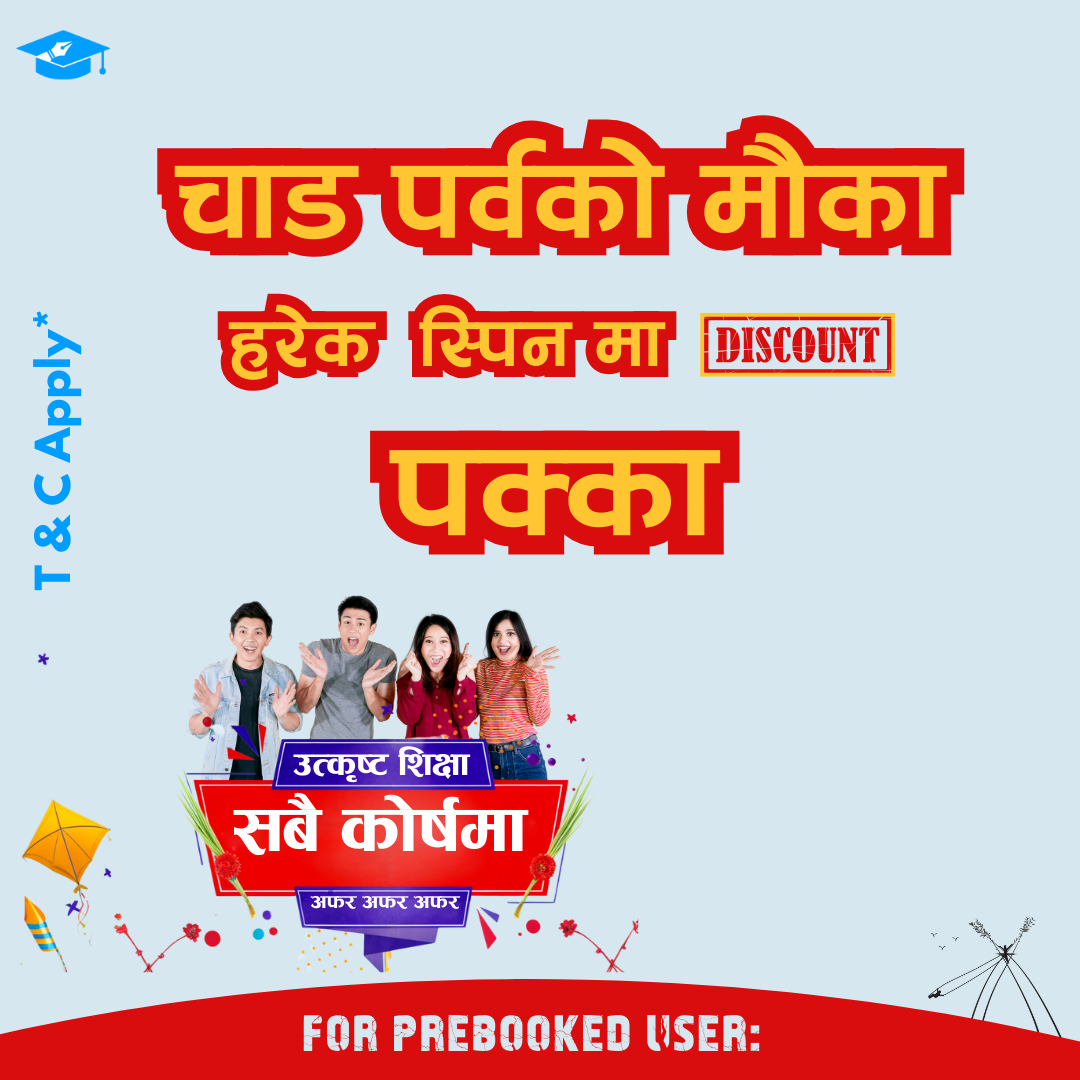 चाड पर्वको मौका
हरेक स्पिन मा DISCOUNT
पक्का
T & C Apply*
उत्कृष्ट शिक्षा
सबै कोर्षमा
अफर अफर अफर
FOR PREBOOKED USER: